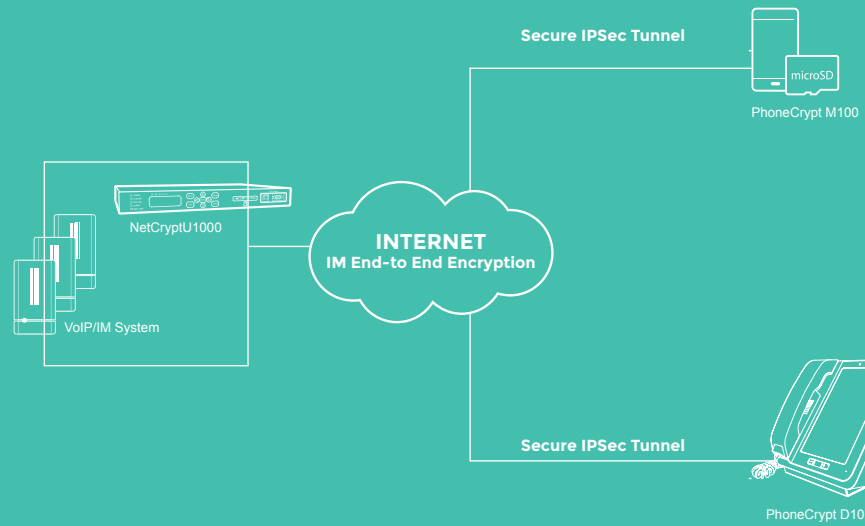 Secure IPSec Tunnel
microSD
PhoneCrypt M100
NetCryptU1000
INTERNET
IM End-to End Encryption
VoIP/IM System
Secure IPSec Tunnel
PhoneCrypt D10